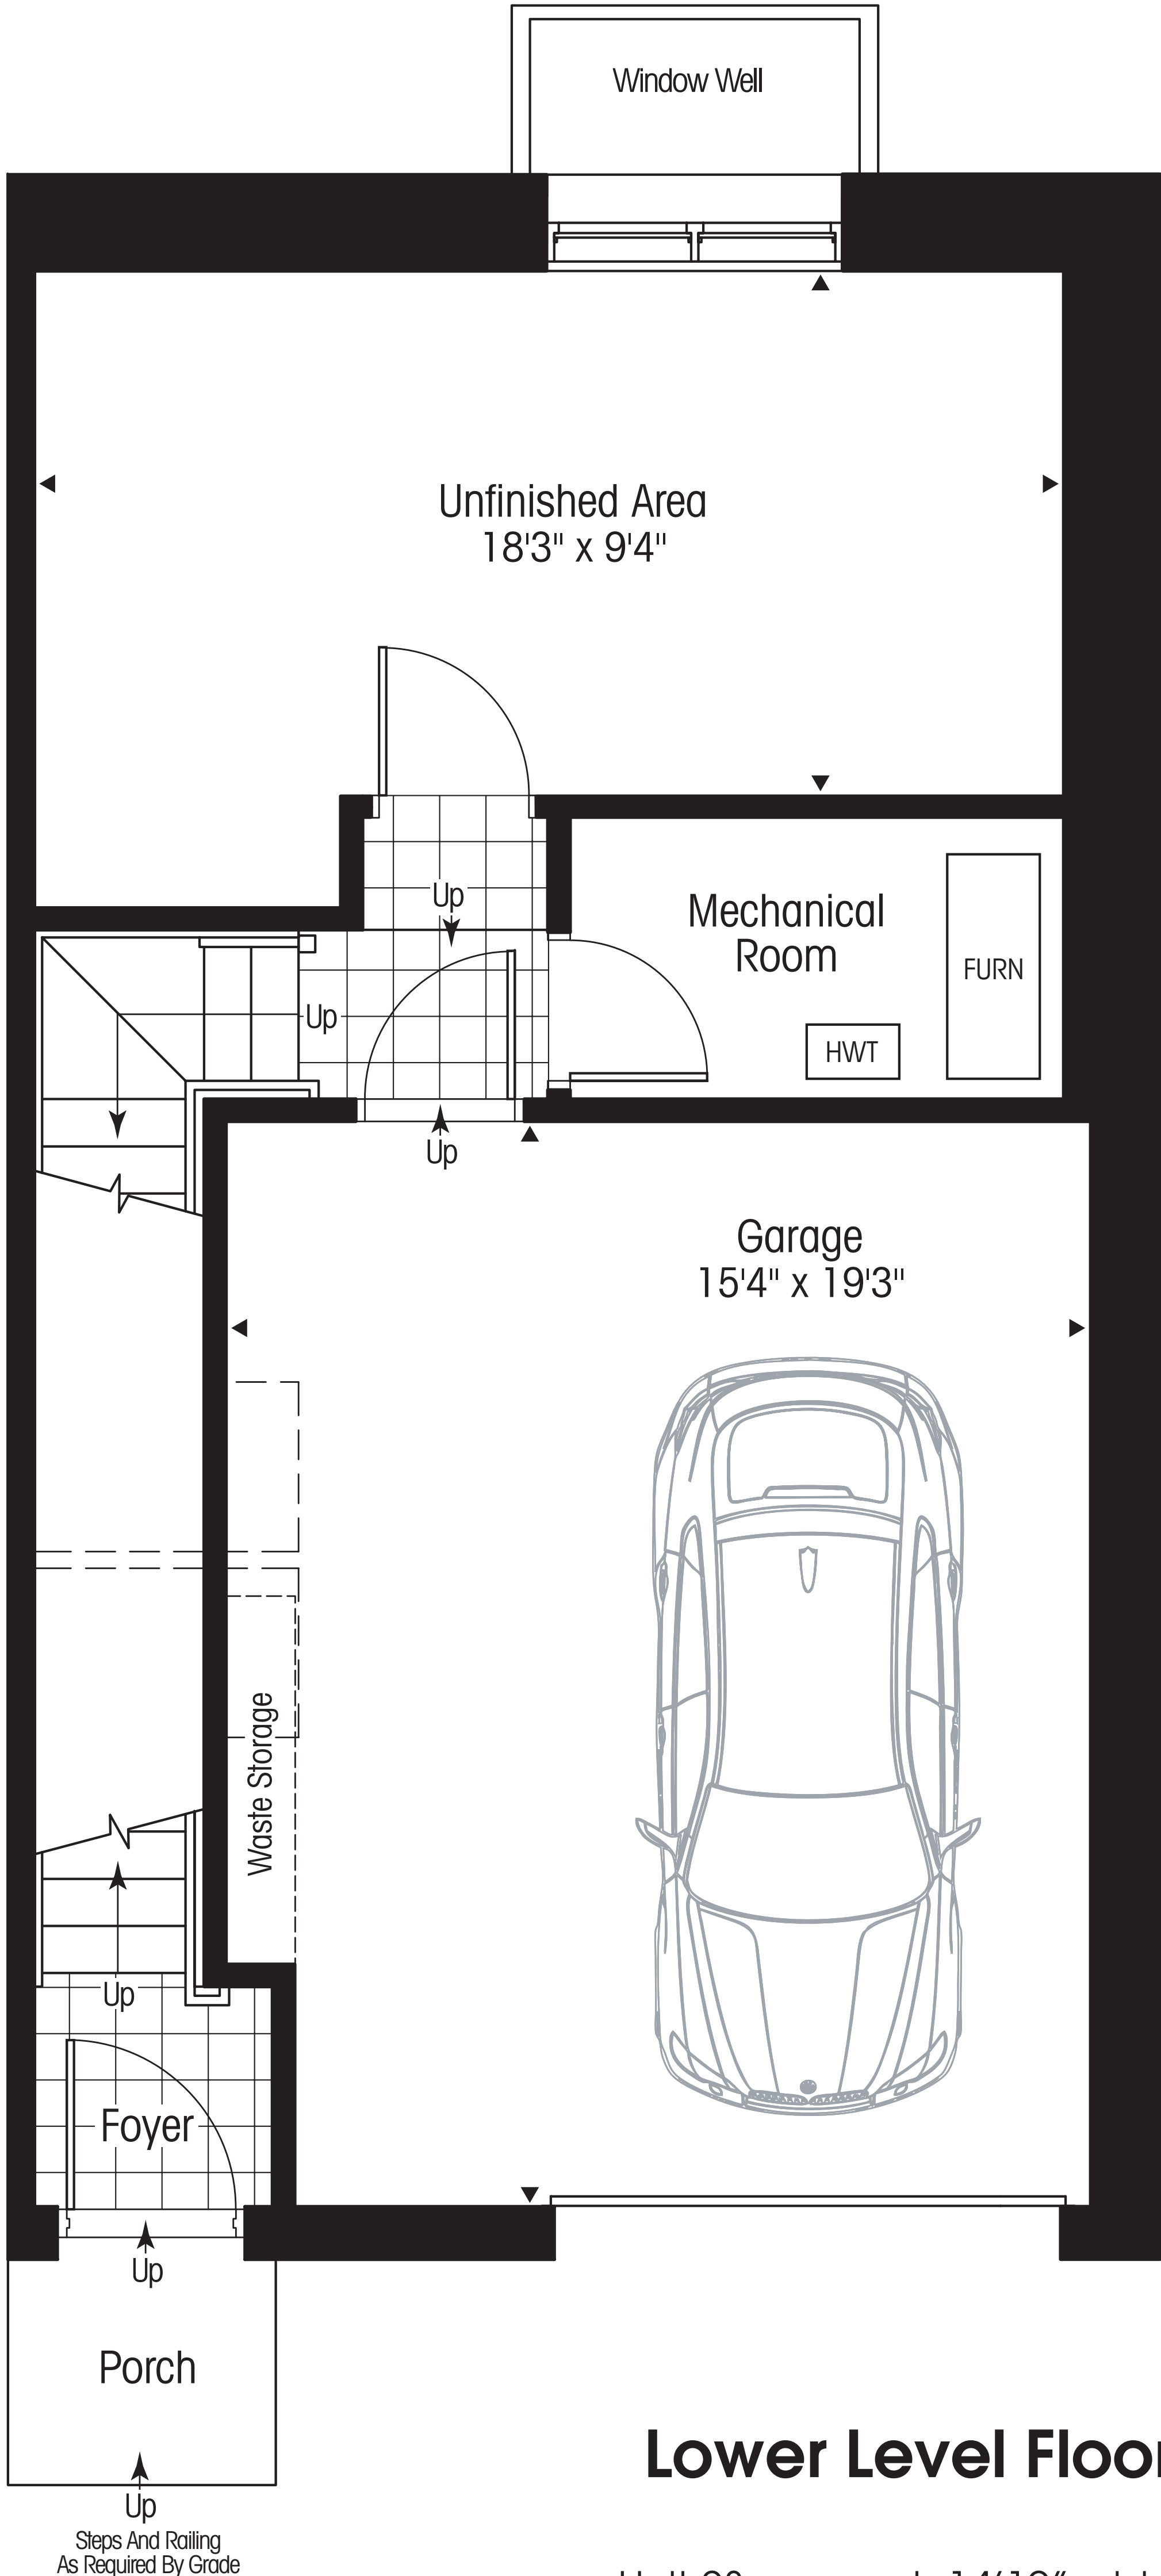 Window Well
Unfinished Area
18'3" x 9'4"
Up
Mechanical
Room
FURN
Up
HWT
Up
Garage
15'4" x 19'3"
Waste Storage
Up
Foyer
Up
Porch
Lower Level Floor
Up
Steps And Railing
As Required By Grade